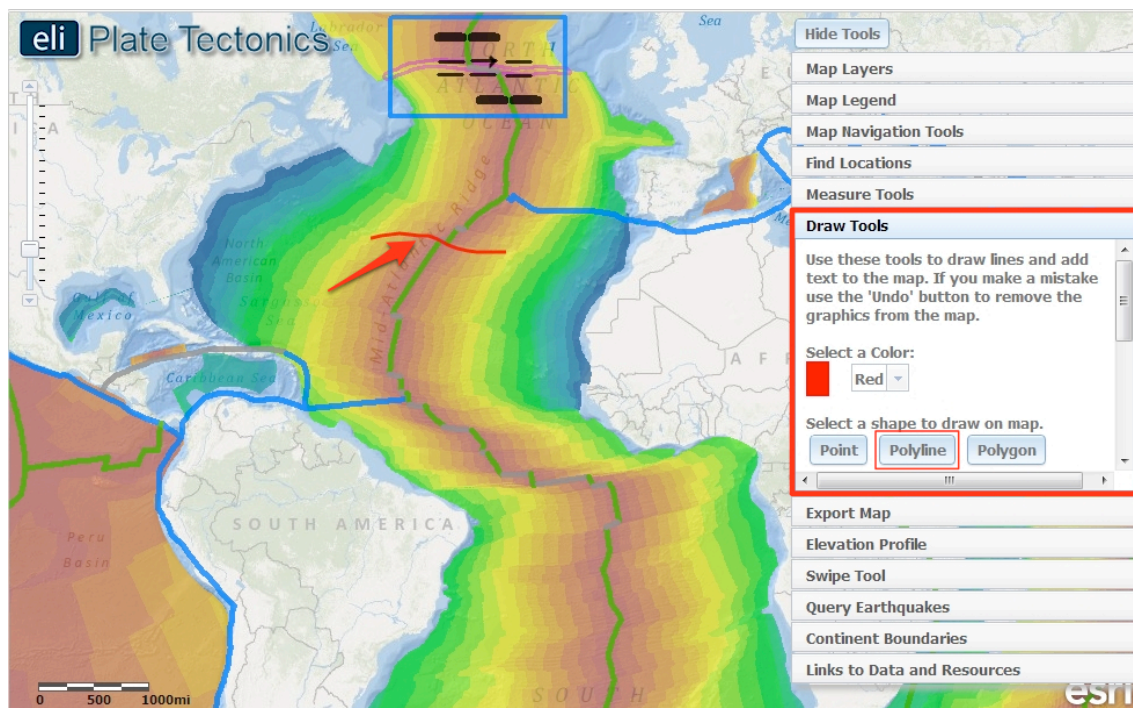 eli Plate Tectonics
Labrador Sea
NORTH
ATLANTIC
OCEAN
Sea
Mid-Atlantic Ridge
North
American
Basin
Sargasso
Sea
Gulf of
Mexico
Caribbean Sea
SOUTH AMERICA
Peru
Basin
SOUTH
0 500 1000mi
Hide Tools
Map Layers
Map Legend
Map Navigation Tools
Find Locations
Measure Tools
Draw Tools
Use these tools to draw lines and add
text to the map. If you make a mistake
use the 'Undo' button to remove the
graphics from the map.
Select a Color:
Red
Select a shape to draw on map.
Point Polyline Polygon
Export Map
Elevation Profile
Swipe Tool
Query Earthquakes
Continent Boundaries
Links to Data and Resources
esri